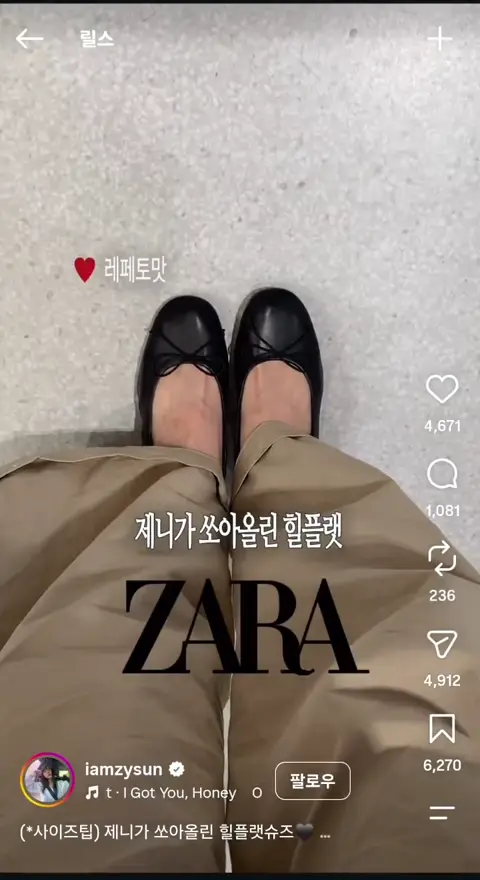 릴스
♥ 레페토맛
4,671
1,081
제니가 쏘아올린 힐플랫
236
ZARA
4,912
6,270
iamzysun
t · I Got You, Honey O
팔로우
(*사이즈팁) 제니가 쏘아올린 힐플랫슈즈🖤 ...